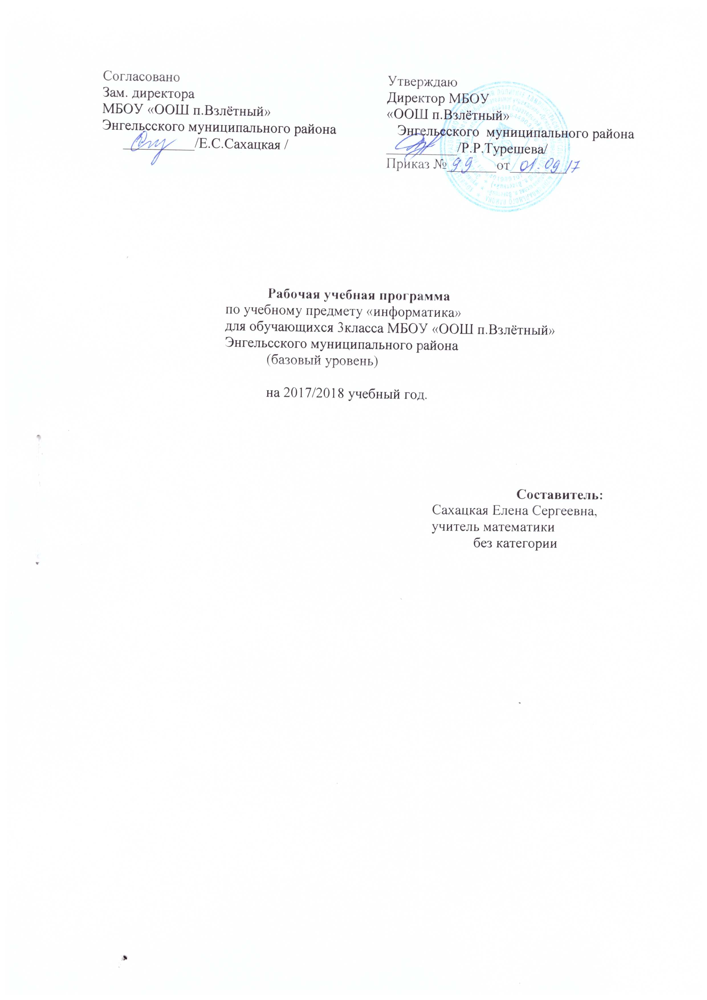 Согласовано
Зам. директора
МБОУ «ООШ п.Взлётный»
Энгельсского муниципального района
____________/Е.С.Сахацкая /
Утверждаю
Директор МБОУ
«ООШ п.Взлётный»
Энгельсского муниципального района
____________/Р.Р.Турешева/
Приказ № 99 от 01.09.17
Рабочая учебная программа
по учебному предмету «информатика»
для обучающихся 3класса МБОУ «ООШ п.Взлётный»
Энгельсского муниципального района
(базовый уровень)
на 2017/2018 учебный год.
Составитель:
Сахацкая Елена Сергеевна,
учитель математики
без категории